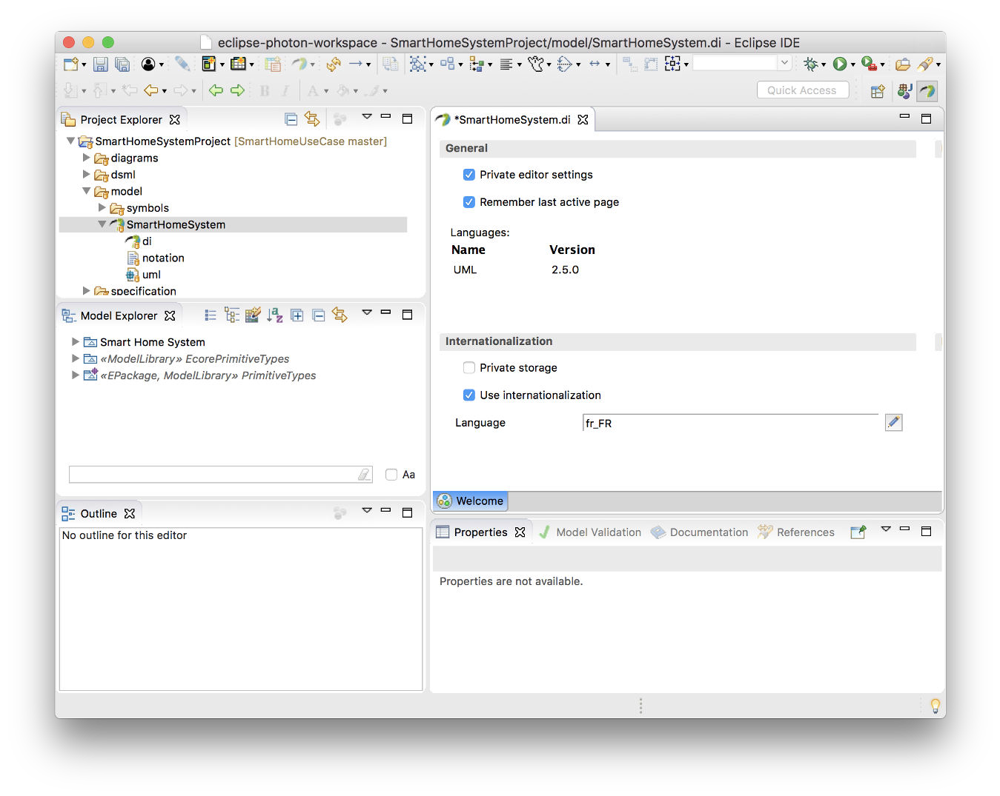 eclipse-photon-workspace - SmartHomeSystemProject/model/SmartHomeSystem.di - Eclipse IDE
B I A
Quick Access
Project Explorer
SmartHomeSystemProject [SmartHomeUseCase master]
diagrams
dsml
model
symbols
SmartHomeSystem
di
notation
uml
specification
Model Explorer
Smart Home System
«ModelLibrary» EcorePrimitiveTypes
«EPackage, ModelLibrary» PrimitiveTypes
Aa
Outline
No outline for this editor
*SmartHomeSystem.di
General
Private editor settings
Remember last active page
Languages:
Name Version
UML 2.5.0
Internationalization
Private storage
Use internationalization
Language fr_FR
Welcome
Properties Model Validation Documentation References
Properties are not available.